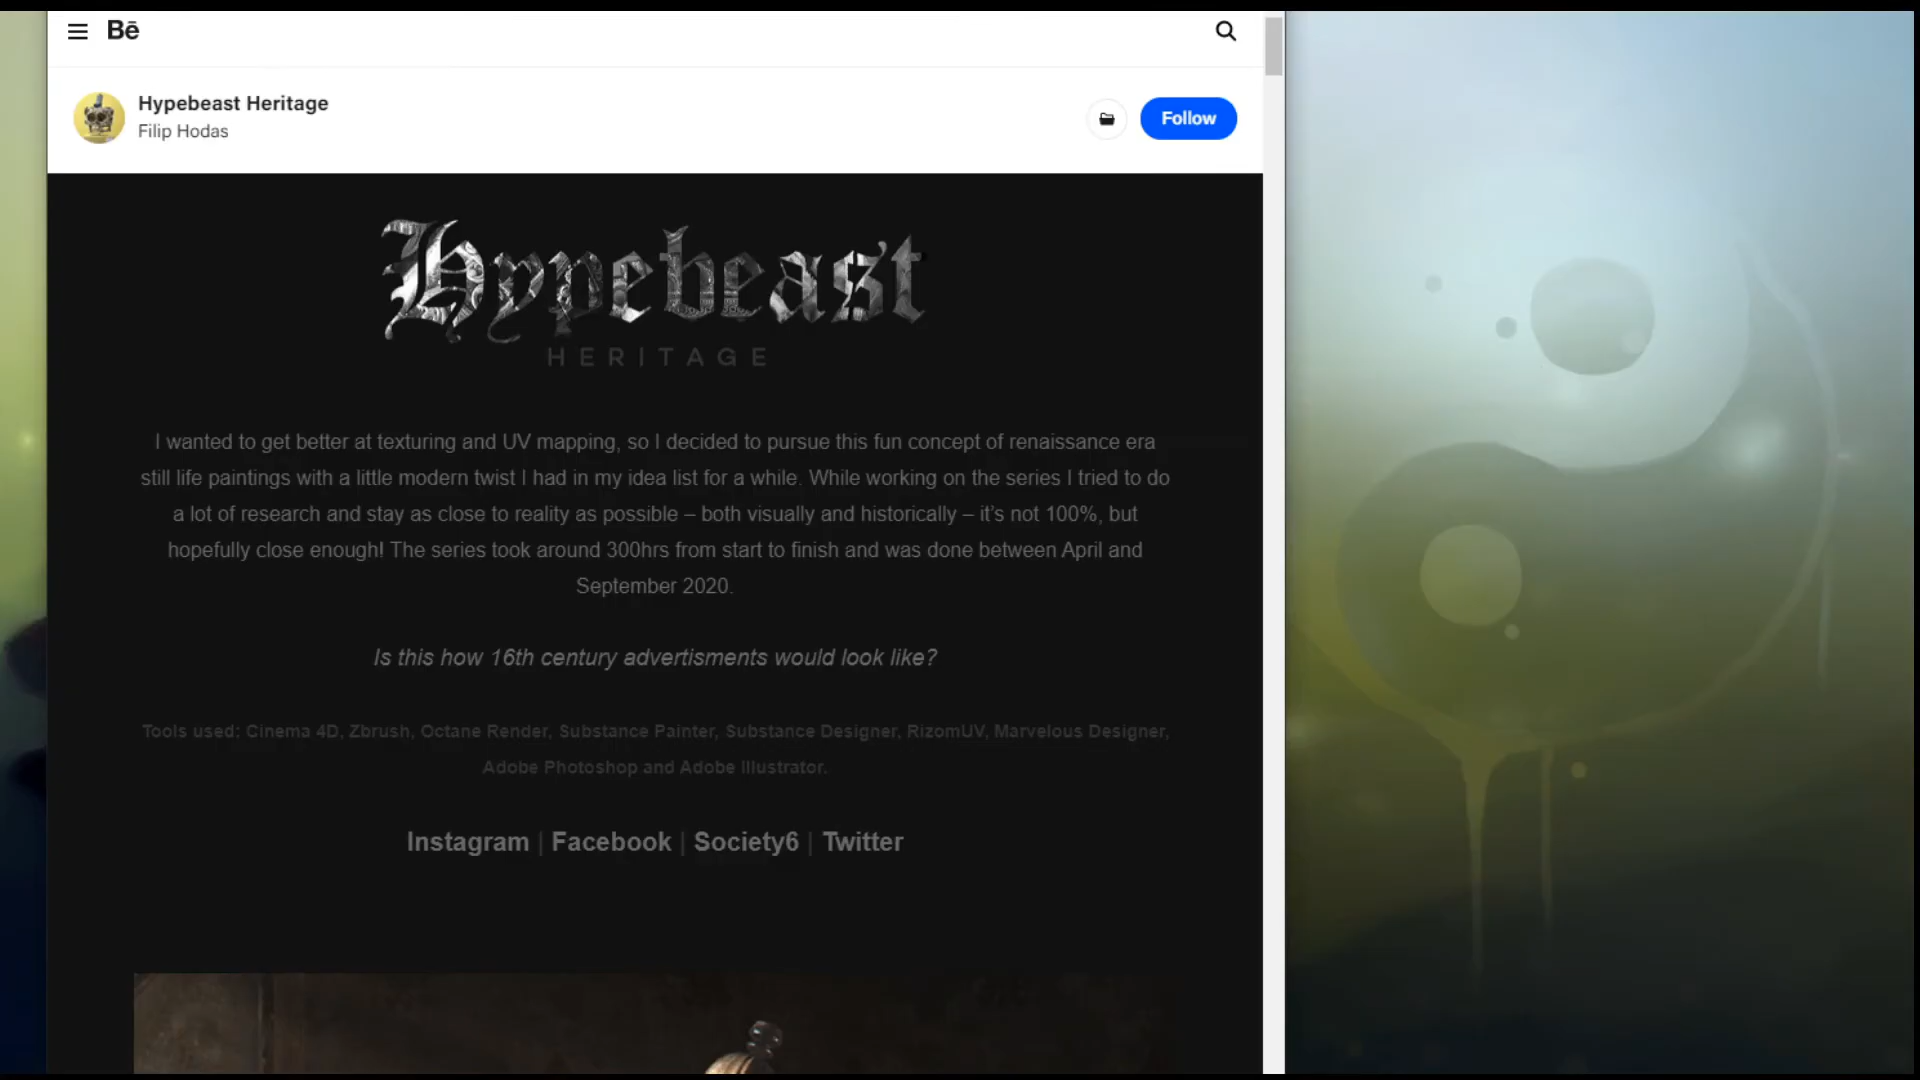 Bē
Hypebeast Heritage
Filip Hodas
Follow
Hypebeast
HERITAGE
I wanted to get better at texturing and UV mapping, so I decided to pursue this fun concept of renaissance era
still life paintings with a little modern twist I had in my idea list for a while. While working on the series I tried to do
a lot of research and stay as close to reality as possible – both visually and historically – it's not 100%, but
hopefully close enough! The series took around 300hrs from start to finish and was done between April and
September 2020.
Is this how 16th century advertisments would look like?
Tools used: Cinema 4D, Zbrush, Octane Render, Substance Painter, Substance Designer, RizomUV, Marvelous Designer,
Adobe Photoshop and Adobe Illustrator.
Instagram | Facebook | Society6 | Twitter